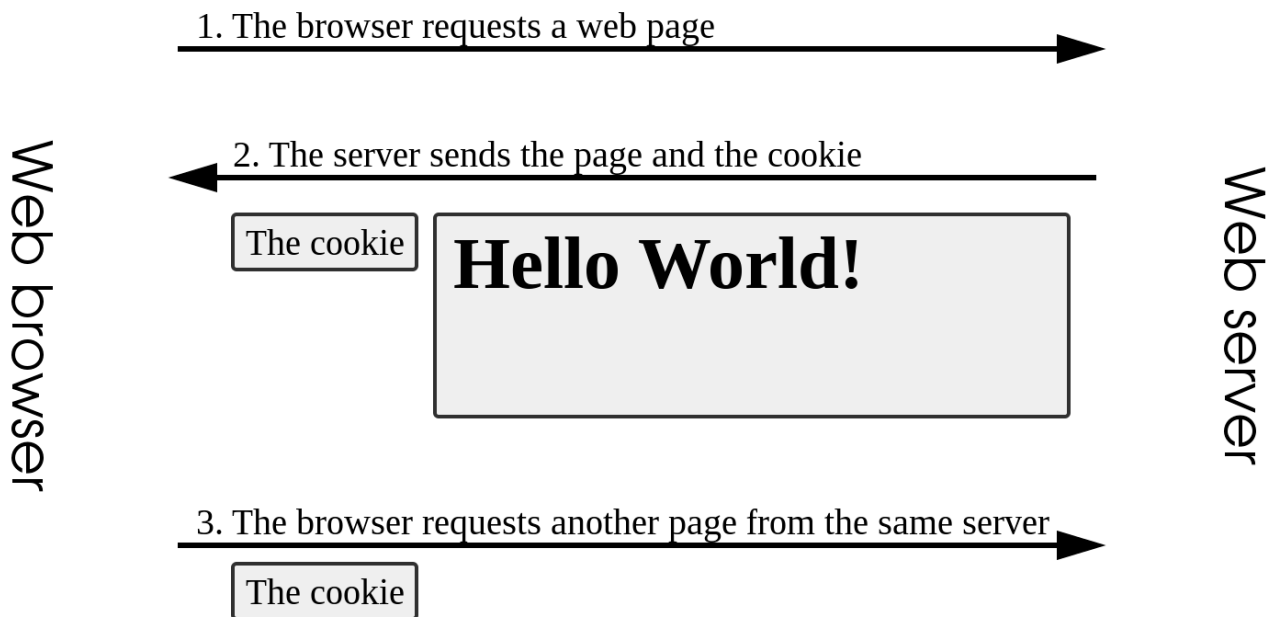 1. The browser requests a web page
2. The server sends the page and the cookie
Web browser
Web server
The cookie
Hello World!
3. The browser requests another page from the same server
The cookie